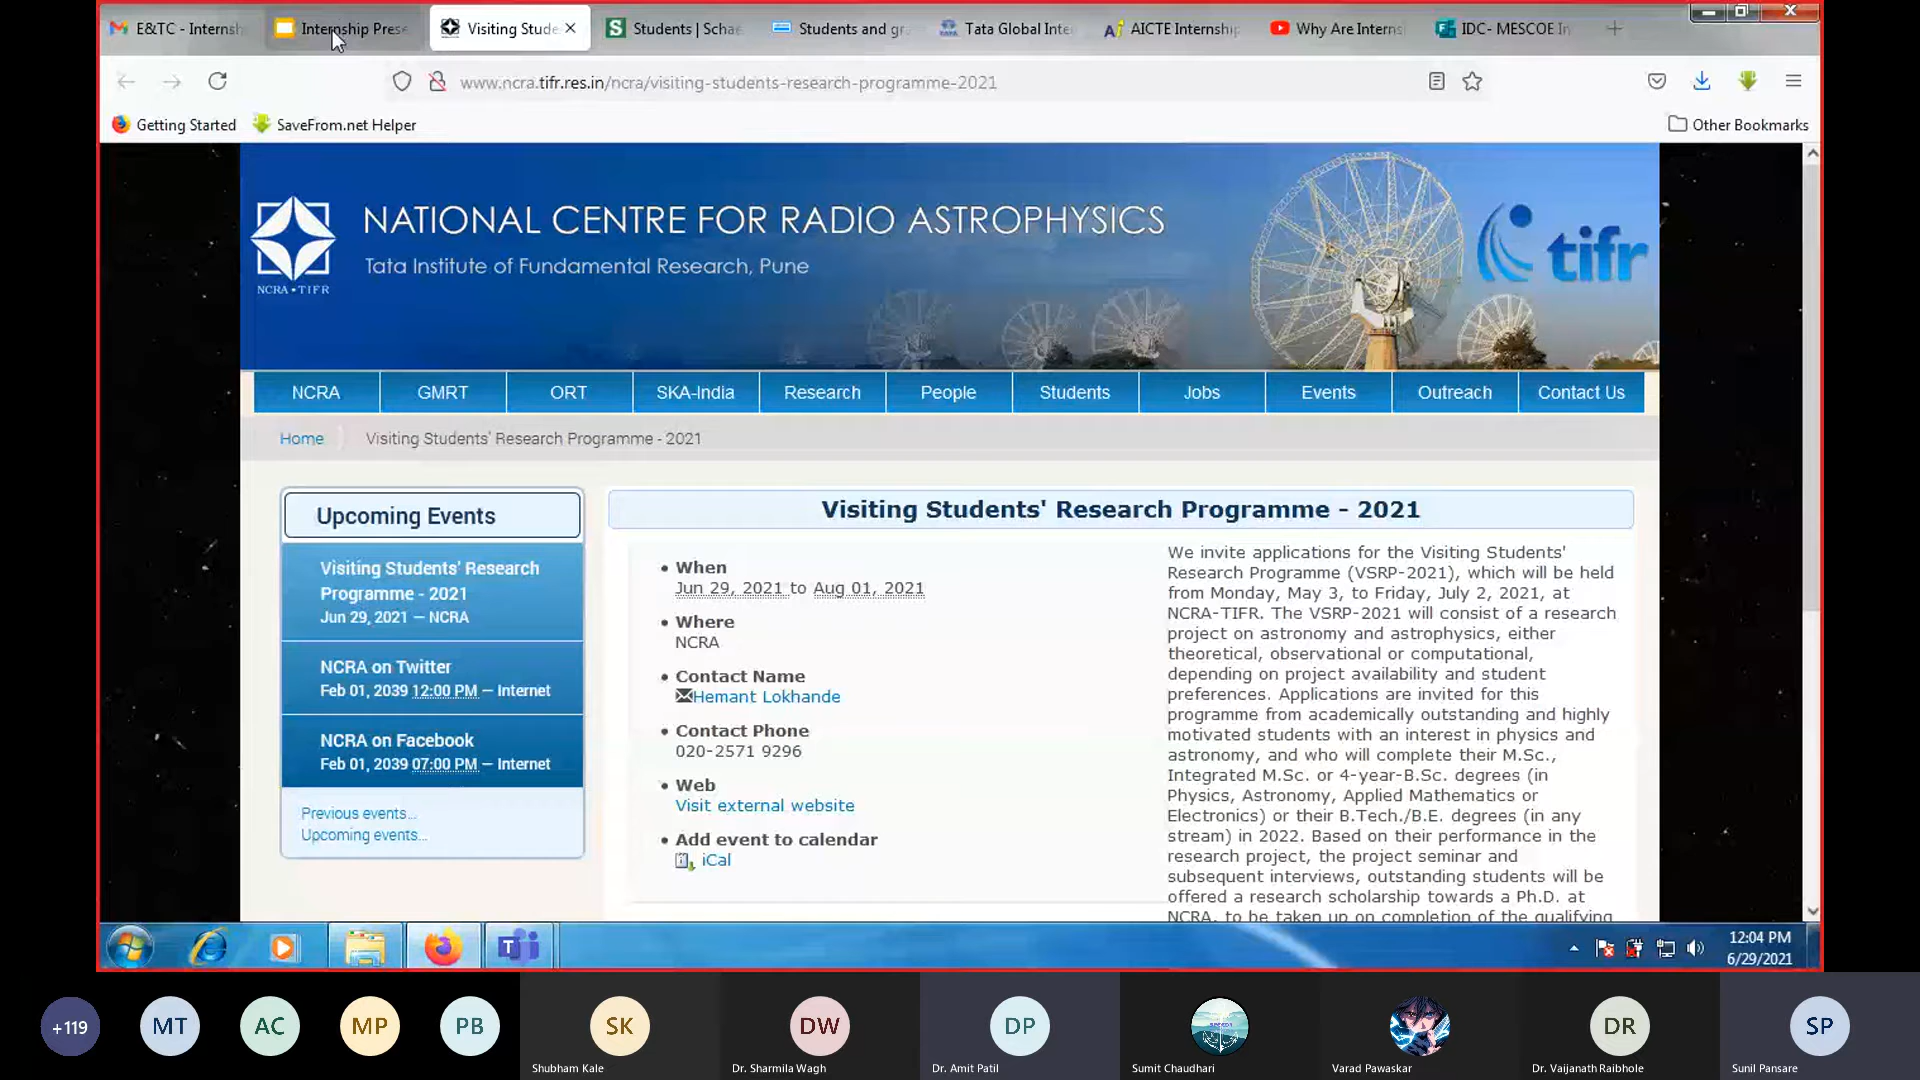 E&TC - Internsh
Internship Prese
Visiting Stude
Students | Schae
Students and gr
Tata Global Inte
AICTE Internship
Why Are Interns
IDC- MESCOE In
www.ncra.tifr.res.in/ncra/visiting-students-research-programme-2021
Getting Started
SaveFrom.net Helper
Other Bookmarks
NATIONAL CENTRE FOR RADIO ASTROPHYSICS
Tata Institute of Fundamental Research, Pune
NCRA • TIFR
tifr
NCRA
GMRT
ORT
SKA-India
Research
People
Students
Jobs
Events
Outreach
Contact Us
Home
Visiting Students' Research Programme - 2021
Upcoming Events
Visiting Students' Research
Programme - 2021
Jun 29, 2021 — NCRA
NCRA on Twitter
Feb 01, 2039 12:00 PM — Internet
NCRA on Facebook
Feb 01, 2039 07:00 PM — Internet
Previous events...
Upcoming events...
Visiting Students' Research Programme - 2021
• When
Jun 29, 2021 to Aug 01, 2021
• Where
NCRA
• Contact Name
Hemant Lokhande
• Contact Phone
020-2571 9296
• Web
Visit external website
• Add event to calendar
iCal
We invite applications for the Visiting Students'
Research Programme (VSRP-2021), which will be held
from Monday, May 3, to Friday, July 2, 2021, at
NCRA-TIFR. The VSRP-2021 will consist of a research
project on astronomy and astrophysics, either
theoretical, observational or computational,
depending on project availability and student
preferences. Applications are invited for this
programme from academically outstanding and highly
motivated students with an interest in physics and
astronomy, and who will complete their M.Sc.,
Integrated M.Sc. or 4-year-B.Sc. degrees (in
Physics, Astronomy, Applied Mathematics or
Electronics) or their B.Tech./B.E. degrees (in any
stream) in 2022. Based on their performance in the
research project, the project seminar and
subsequent interviews, outstanding students will be
offered a research scholarship towards a Ph.D. at
NCRA, to be taken up on completion of the qualifying
12:04 PM
6/29/2021
+119
MT
AC
MP
PB
SK
DW
DP
DR
SP
Shubham Kale
Dr. Sharmila Wagh
Dr. Amit Patil
Sumit Chaudhari
Varad Pawaskar
Dr. Vaijanath Raibhole
Sunil Pansare